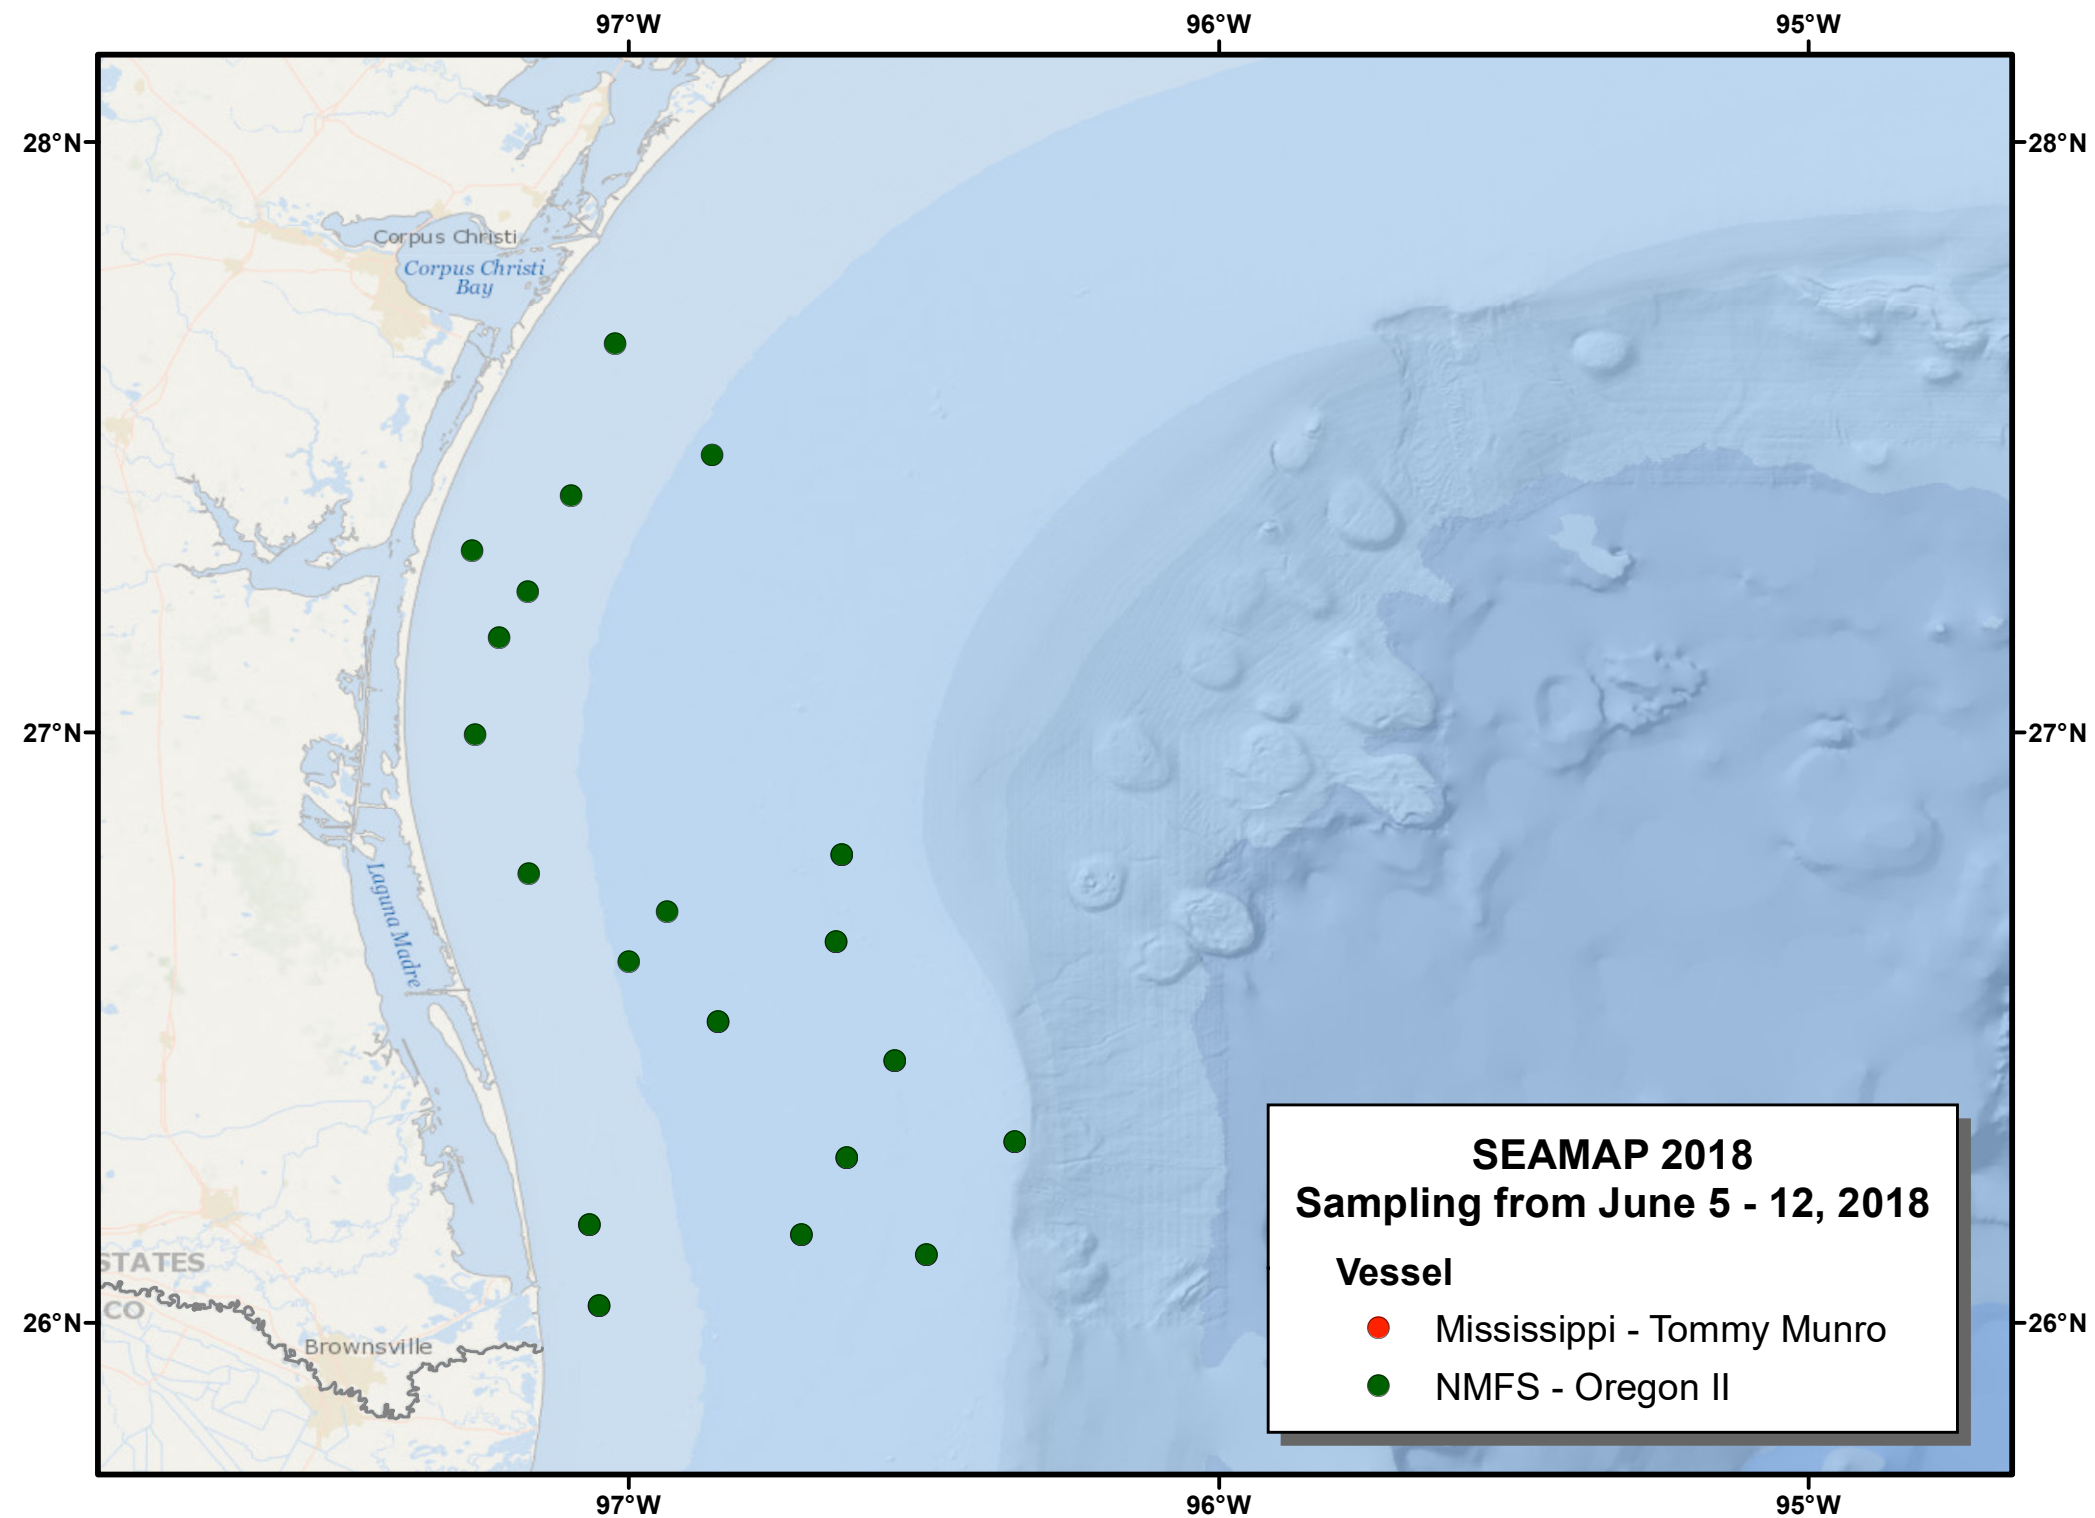 97°W 96°W 95°W
28°N 28°N
Corpus Christi
Corpus Christi
Bay
27°N 27°N
Laguna Madre
SEAMAP 2018
Sampling from June 5 - 12, 2018
Vessel
Mississippi - Tommy Munro
NMFS - Oregon II
STATES
CO
26°N 26°N
Brownsville
97°W 96°W 95°W